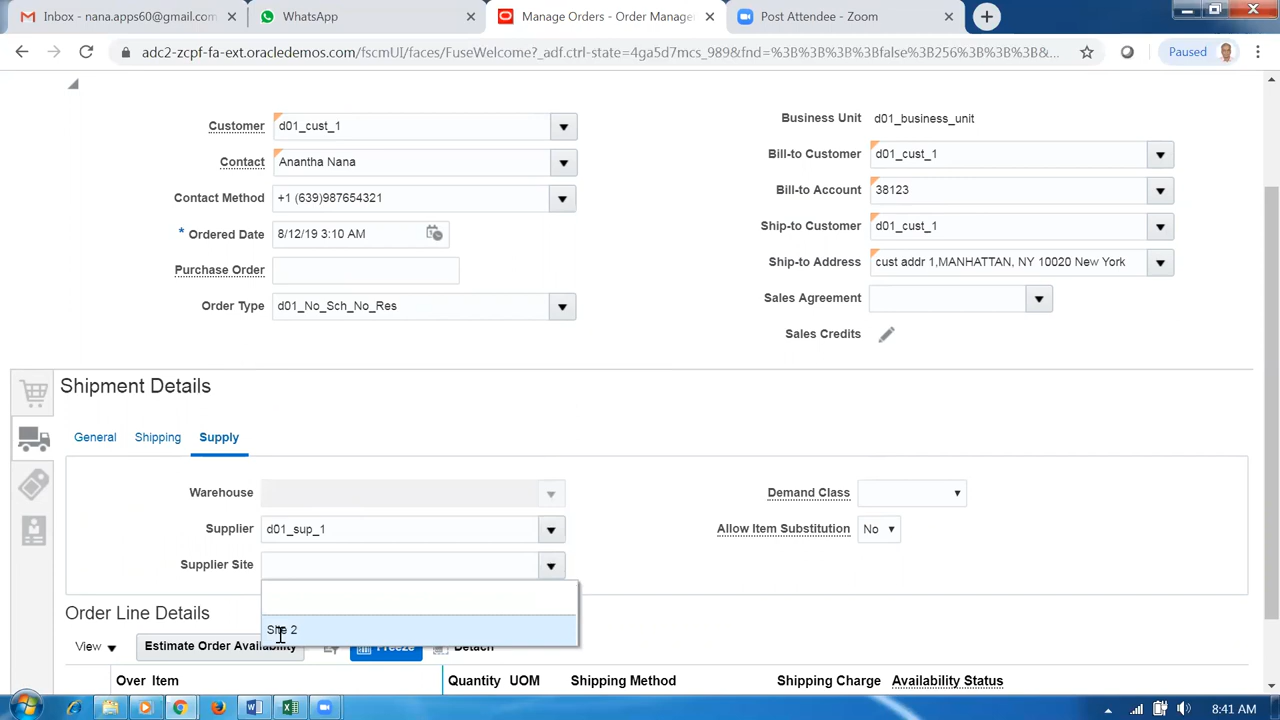 Inbox - nana.apps60@gmail.com
WhatsApp
Manage Orders - Order Manage
Post Attendee - Zoom
adc2-zcpf-fa-ext.oracledemos.com/fscmUI/faces/FuseWelcome?_adf.ctrl-state=4ga5d7mcs_989&fnd=%3B%3B%3B%3Bfalse%3B256%3B%3B%3B&...
Paused
Customer d01_cust_1
Business Unit d01_business_unit
Contact Anantha Nana
Bill-to Customer d01_cust_1
Contact Method +1 (639)987654321
Bill-to Account 38123
* Ordered Date 8/12/19 3:10 AM
Ship-to Customer d01_cust_1
Purchase Order
Ship-to Address cust addr 1,MANHATTAN, NY 10020 New York
Order Type d01_No_Sch_No_Res
Sales Agreement
Sales Credits
Shipment Details
General Shipping Supply
Warehouse
Demand Class
Supplier d01_sup_1
Allow Item Substitution No
Supplier Site
Site 2
Order Line Details
View Estimate Order Availability Freeze Detach
Over Item Quantity UOM Shipping Method Shipping Charge Availability Status
8:41 AM